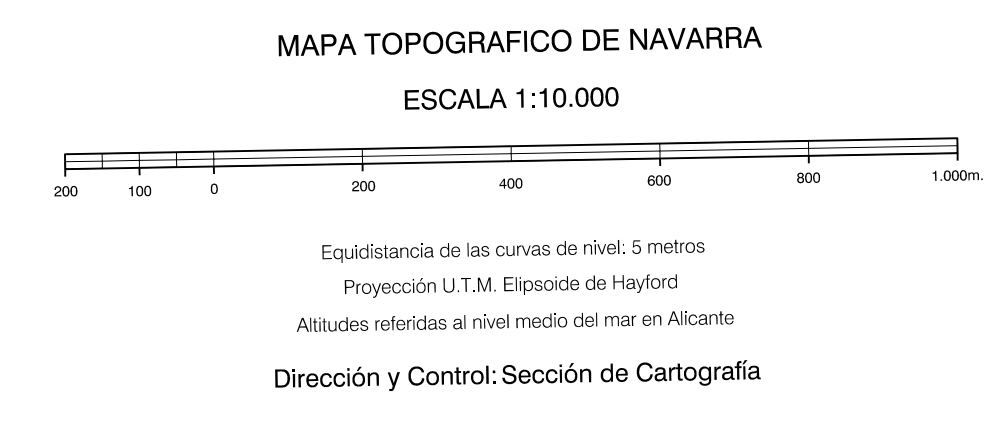 MAPA TOPOGRAFICO DE NAVARRA
ESCALA 1:10.000
200 100 0 200 400 600 800 1.000m.
Equidistancia de las curvas de nivel: 5 metros
Proyección U.T.M. Elipsoide de Hayford
Altitudes referidas al nivel medio del mar en Alicante
Dirección y Control: Sección de Cartografía